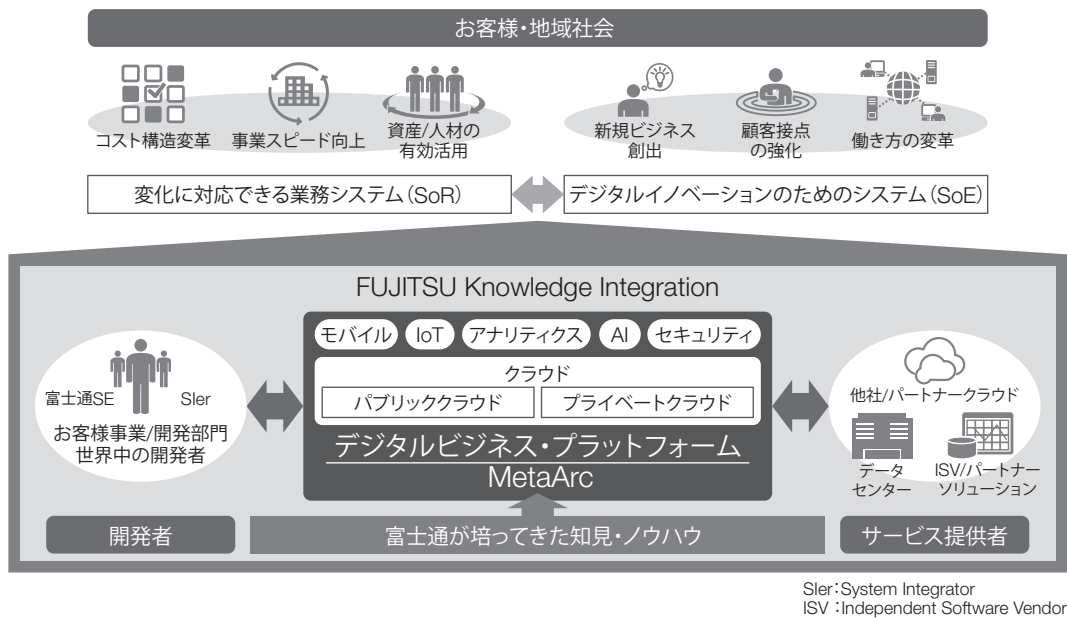 お客様・地域社会
コスト構造変革
事業スピード向上
資産/人材の
有効活用
新規ビジネス
創出
顧客接点
の強化
働き方の変革
変化に対応できる業務システム(SoR)
デジタルイノベーションのためのシステム(SoE)
FUJITSU Knowledge Integration
モバイル
IoT
アナリティクス
AI
セキュリティ
クラウド
パブリッククラウド
プライベートクラウド
デジタルビジネス・プラットフォーム
MetaArc
富士通SE
SIer
お客様事業/開発部門
世界中の開発者
他社/パートナークラウド
データ
センター
ISV/パートナー
ソリューション
開発者
富士通が培ってきた知見・ノウハウ
サービス提供者
SIer:System Integrator
ISV :Independent Software Vendor